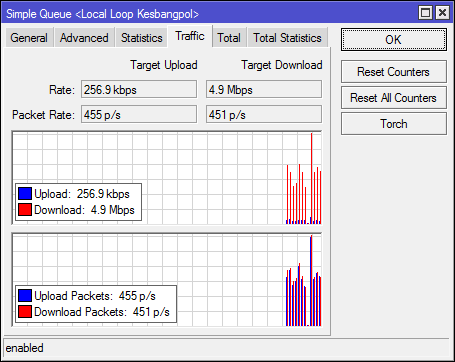 Simple Queue <Local Loop Kesbangpol>
General Advanced Statistics Traffic Total Total Statistics
OK
Target Upload Target Download
Reset Counters
Rate: 256.9 kbps 4.9 Mbps
Reset All Counters
Packet Rate: 455 p/s 451 p/s
Torch
Upload: 256.9 kbps
Download: 4.9 Mbps
Upload Packets: 455 p/s
Download Packets: 451 p/s
enabled